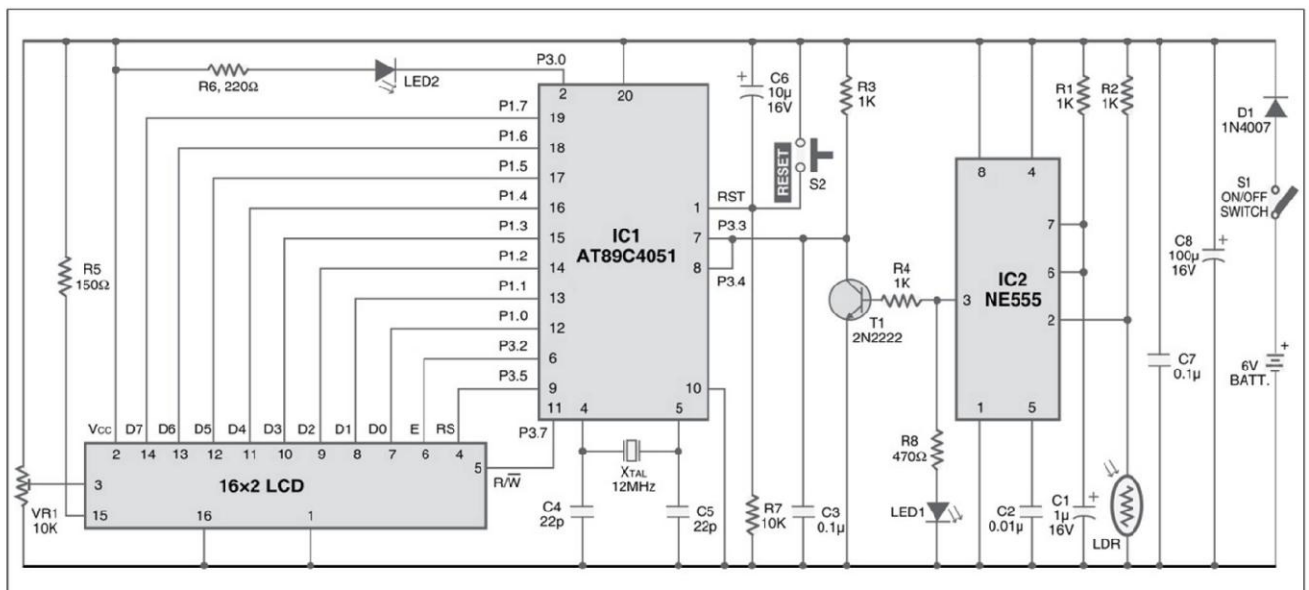 P3.0
R6, 220Ω
LED2
2
20
P1.7
19
P1.6
18
P1.5
17
P1.4
16
P1.3
15
P1.2
14
P1.1
13
P1.0
12
P3.2
6
P3.5
9
11
4
5
10
P3.7
IC1
AT89C4051
RST
1
P3.3
7
8
P3.4
C6
10µ
16V
+
RESET
S2
R3
1K
R4
1K
T1
2N2222
R1
1K
R2
1K
8
4
7
6
IC2
NE555
3
2
1
5
D1
1N4007
S1
ON/OFF
SWITCH
C8
100µ
16V
+
C7
0.1µ
6V
BATT.
+
R5
150Ω
VCC
D7
D6
D5
D4
D3
D2
D1
D0
E
RS
2
14
13
12
11
10
9
8
7
6
4
5
R/W̅
3
16×2 LCD
15
16
1
VR1
10K
XTAL
12MHz
C4
22p
C5
22p
R7
10K
C3
0.1µ
R8
470Ω
LED1
C2
0.01µ
C1
1µ
16V
+
LDR